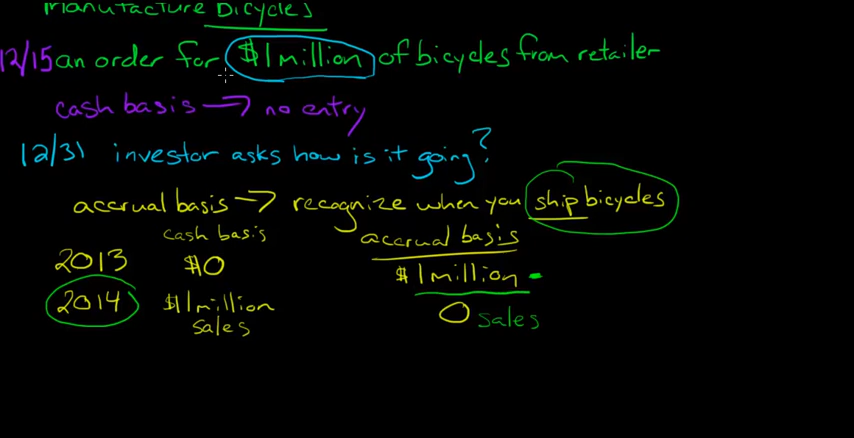 Manufacture Bicycles
12/15 an order for $1 million of bicycles from retailer
cash basis → no entry
12/31 investor asks how is it going?
accrual basis → recognize when you ship bicycles
cash basis accrual basis
2013 $0 $1 million
2014 $1 million 0 sales
sales